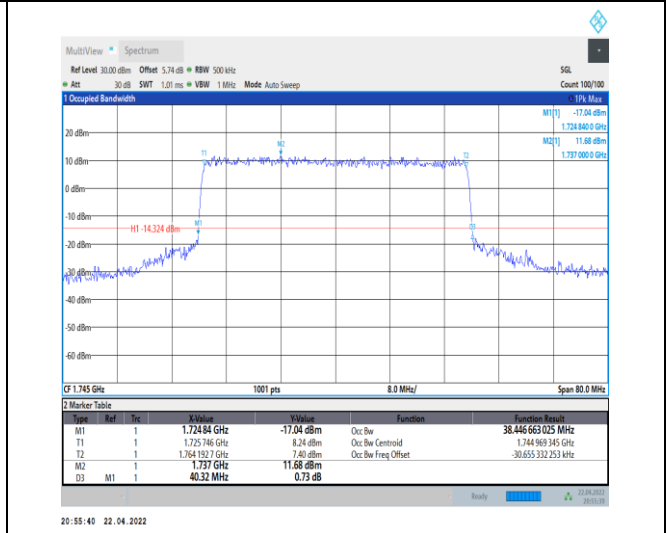 MultiView Spectrum
Ref Level 30.00 dBm Offset 5.74 dB RBW 500 kHz SGL
Att 30 dB SWT 1.01 ms VBW 1 MHz Mode Auto Sweep Count 100/100
1 Occupied Bandwidth 1Pk Max
M1[1] -17.04 dBm
1.724 840 0 GHz
M2[1] 11.68 dBm
1.737 000 0 GHz
20 dBm
M2
T1
T2
10 dBm
0 dBm
-10 dBm
M1
D3
H1 -14.324 dBm
-20 dBm
-30 dBm
-40 dBm
-50 dBm
-60 dBm
CF 1.745 GHz 1001 pts 8.0 MHz/ Span 80.0 MHz
2 Marker Table
Type Ref Trc X-Value Y-Value Function Function Result
M1 1 1.724 84 GHz -17.04 dBm Occ Bw 38.446 663 025 MHz
T1 1 1.725 746 GHz 8.24 dBm Occ Bw Centroid 1.744 969 345 GHz
T2 1 1.764 192 7 GHz 7.40 dBm Occ Bw Freq Offset -30.655 332 253 kHz
M2 1 1.737 GHz 11.68 dBm
D3 M1 1 40.32 MHz 0.73 dB
Ready 22.04.2022
20:55:39
20:55:40 22.04.2022